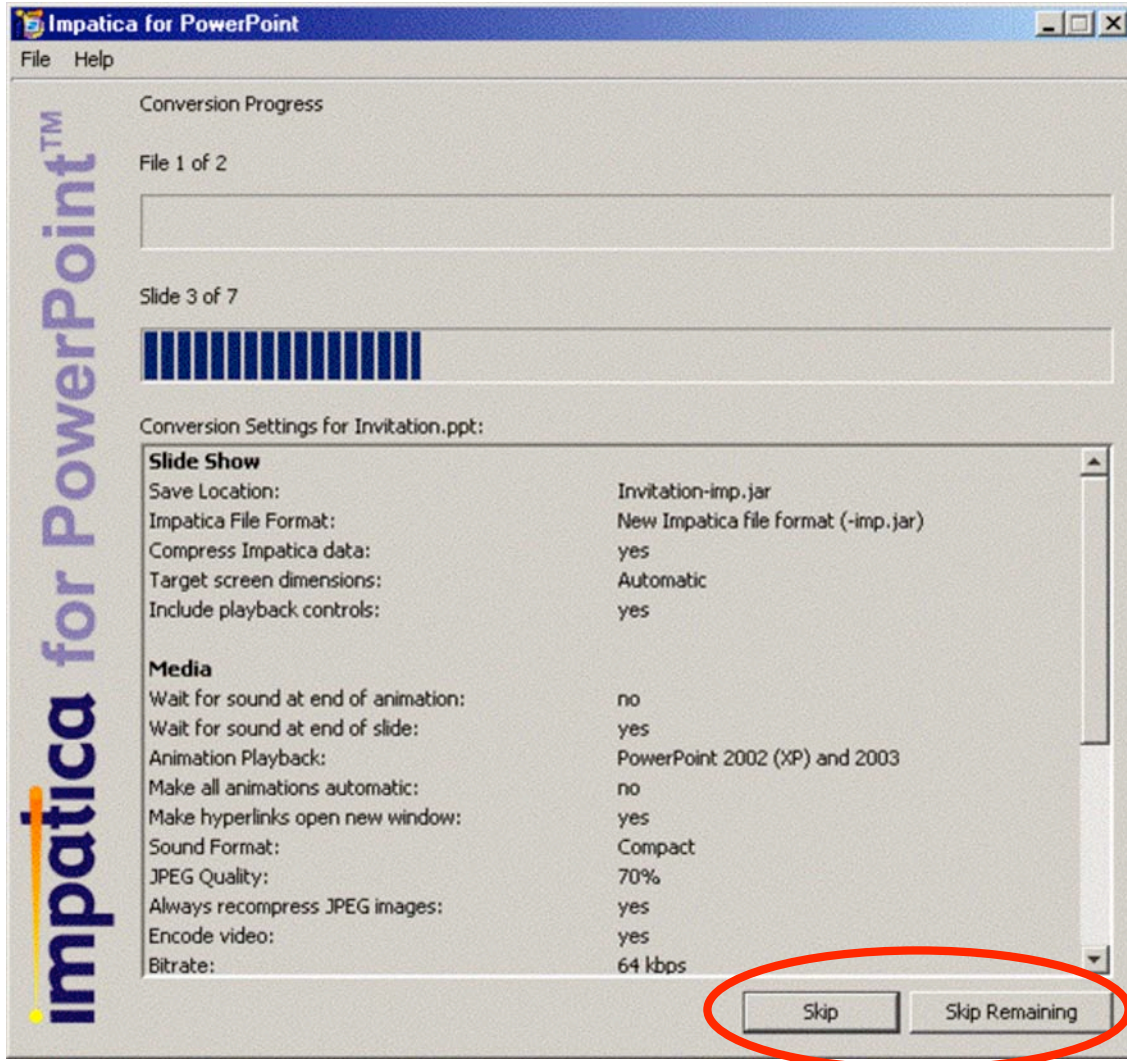 Impatica for PowerPoint
File Help
impatica for PowerPoint™
Conversion Progress
File 1 of 2
Slide 3 of 7
Conversion Settings for Invitation.ppt:
Slide Show
Save Location: Invitation-imp.jar
Impatica File Format: New Impatica file format (-imp.jar)
Compress Impatica data: yes
Target screen dimensions: Automatic
Include playback controls: yes
Media
Wait for sound at end of animation: no
Wait for sound at end of slide: yes
Animation Playback: PowerPoint 2002 (XP) and 2003
Make all animations automatic: no
Make hyperlinks open new window: yes
Sound Format: Compact
JPEG Quality: 70%
Always recompress JPEG images: yes
Encode video: yes
Bitrate: 64 kbps
Skip Skip Remaining